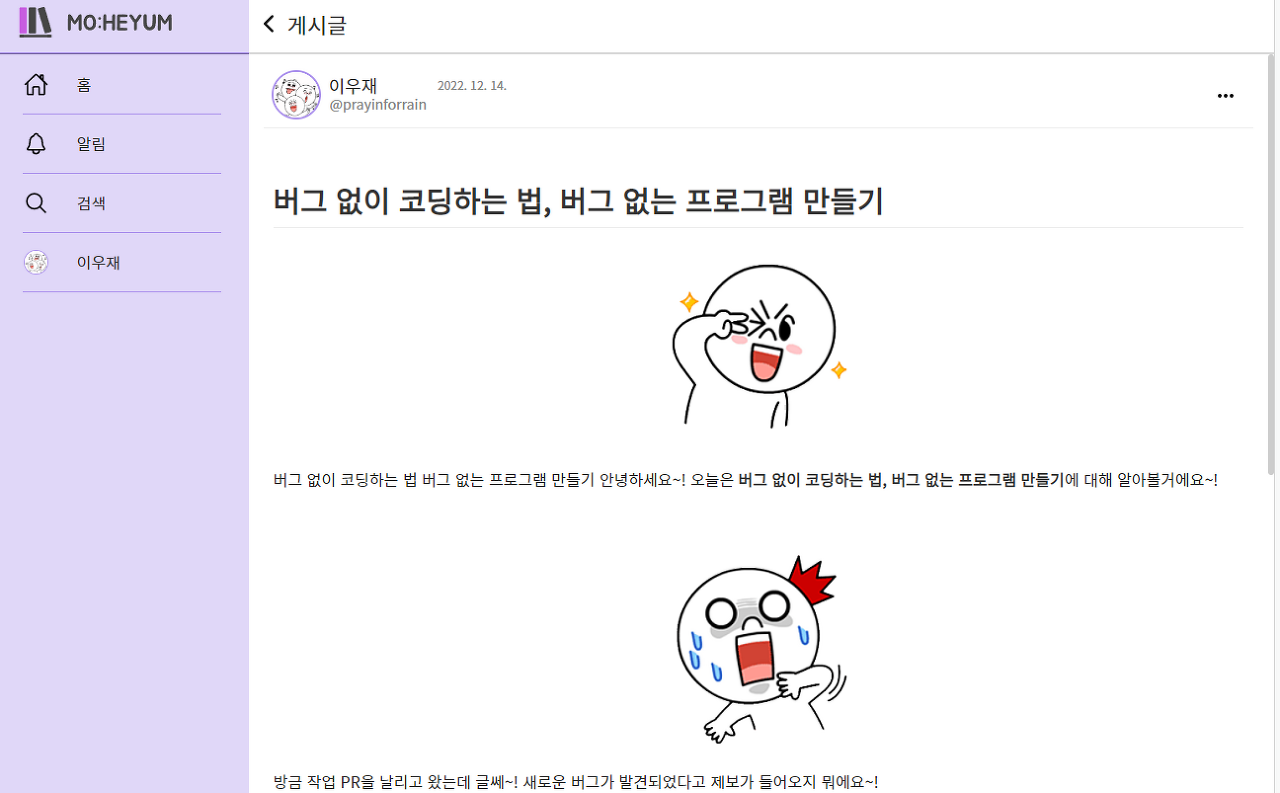 MO:HEYUM
홈
알림
검색
이우재
게시글
이우재 2022. 12. 14.
@prayinforrain
버그 없이 코딩하는 법, 버그 없는 프로그램 만들기
버그 없이 코딩하는 법 버그 없는 프로그램 만들기 안녕하세요~! 오늘은 버그 없이 코딩하는 법, 버그 없는 프로그램 만들기에 대해 알아볼거에요~!
방금 작업 PR을 날리고 왔는데 글쎄~! 새로운 버그가 발견되었다고 제보가 들어오지 뭐에요~!